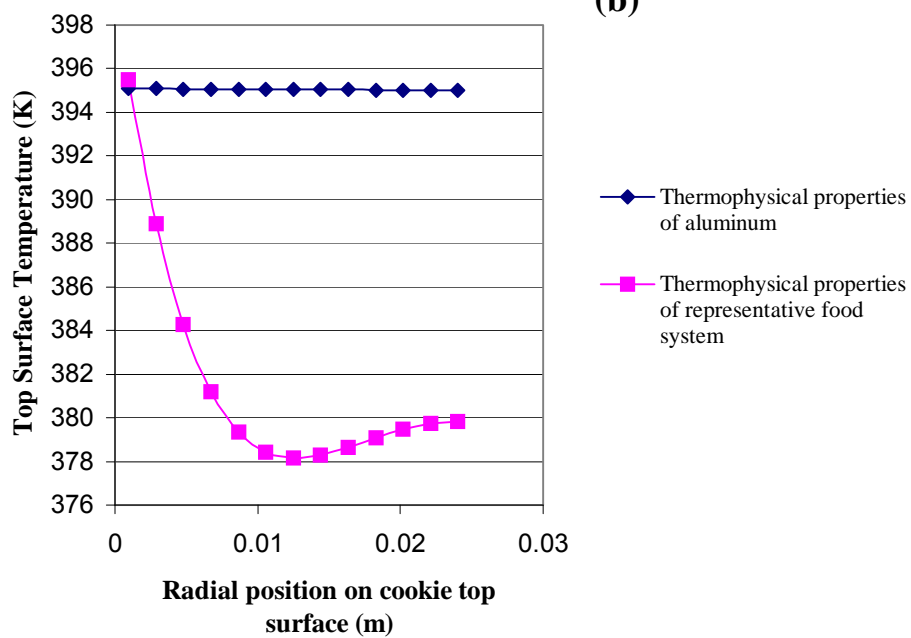 (b)
398
396
394
392
390
388
386
384
382
380
378
376
Top Surface Temperature (K)
0
0.01
0.02
0.03
Radial position on cookie top
surface (m)
Thermophysical properties
of aluminum
Thermophysical properties
of representative food
system